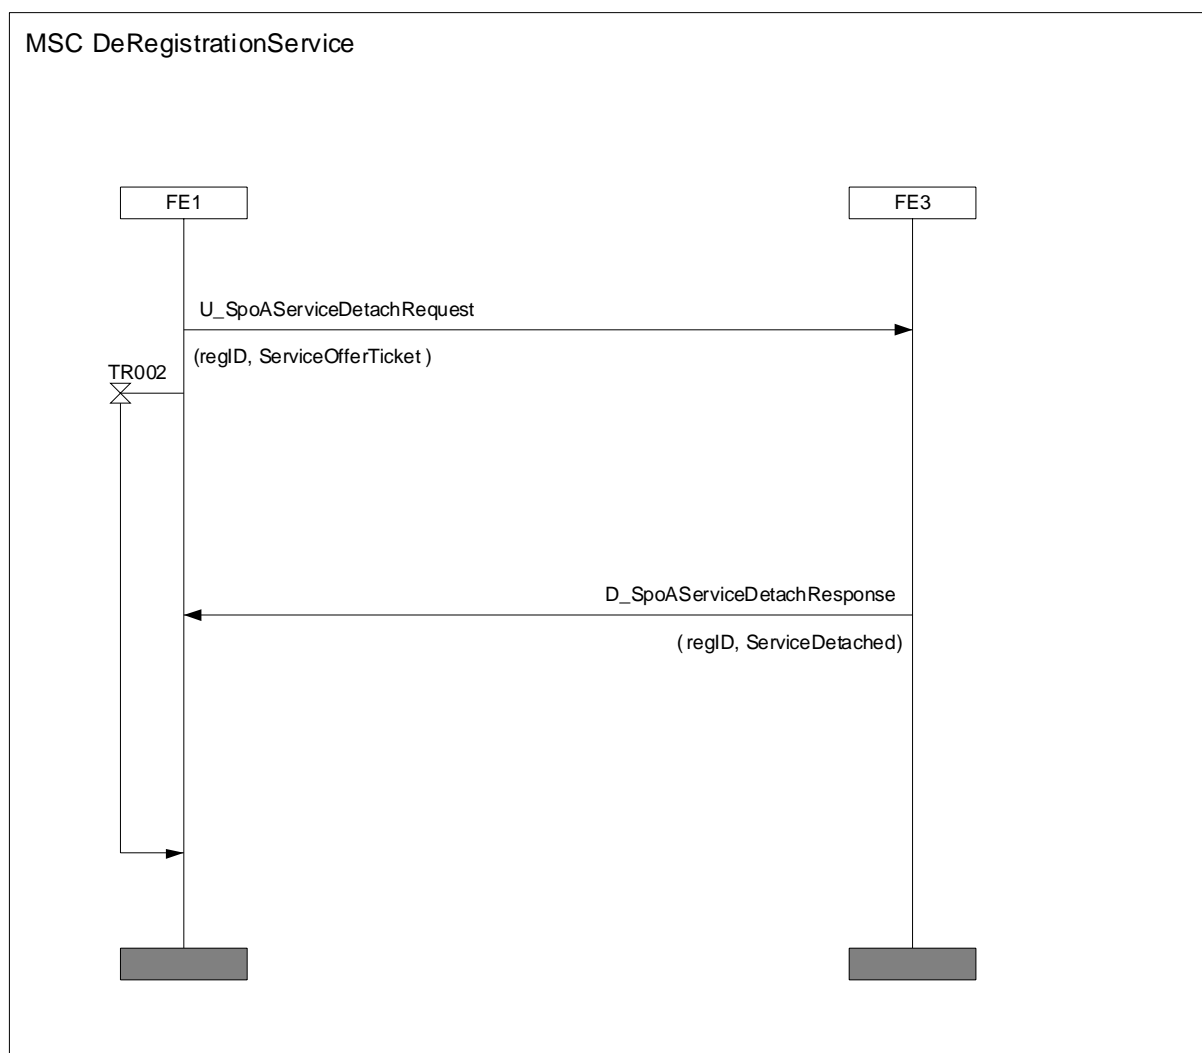 MSC DeRegistrationService
FE1
FE3
U_SpoAServiceDetachRequest
(regID, ServiceOfferTicket )
TR002
D_SpoAServiceDetachResponse
( regID, ServiceDetached)